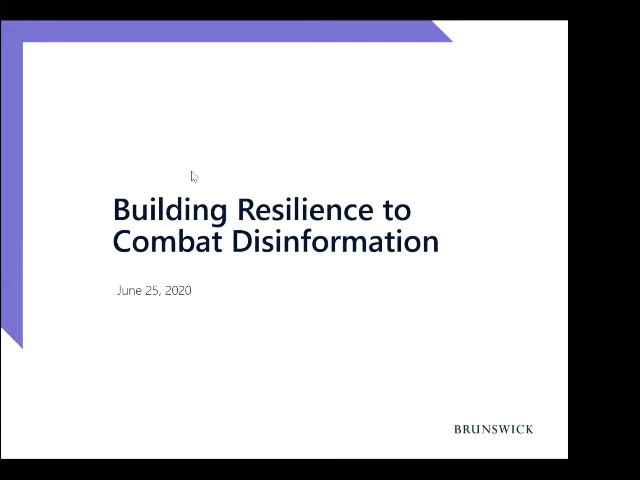 Building Resilience to
Combat Disinformation
June 25, 2020
BRUNSWICK